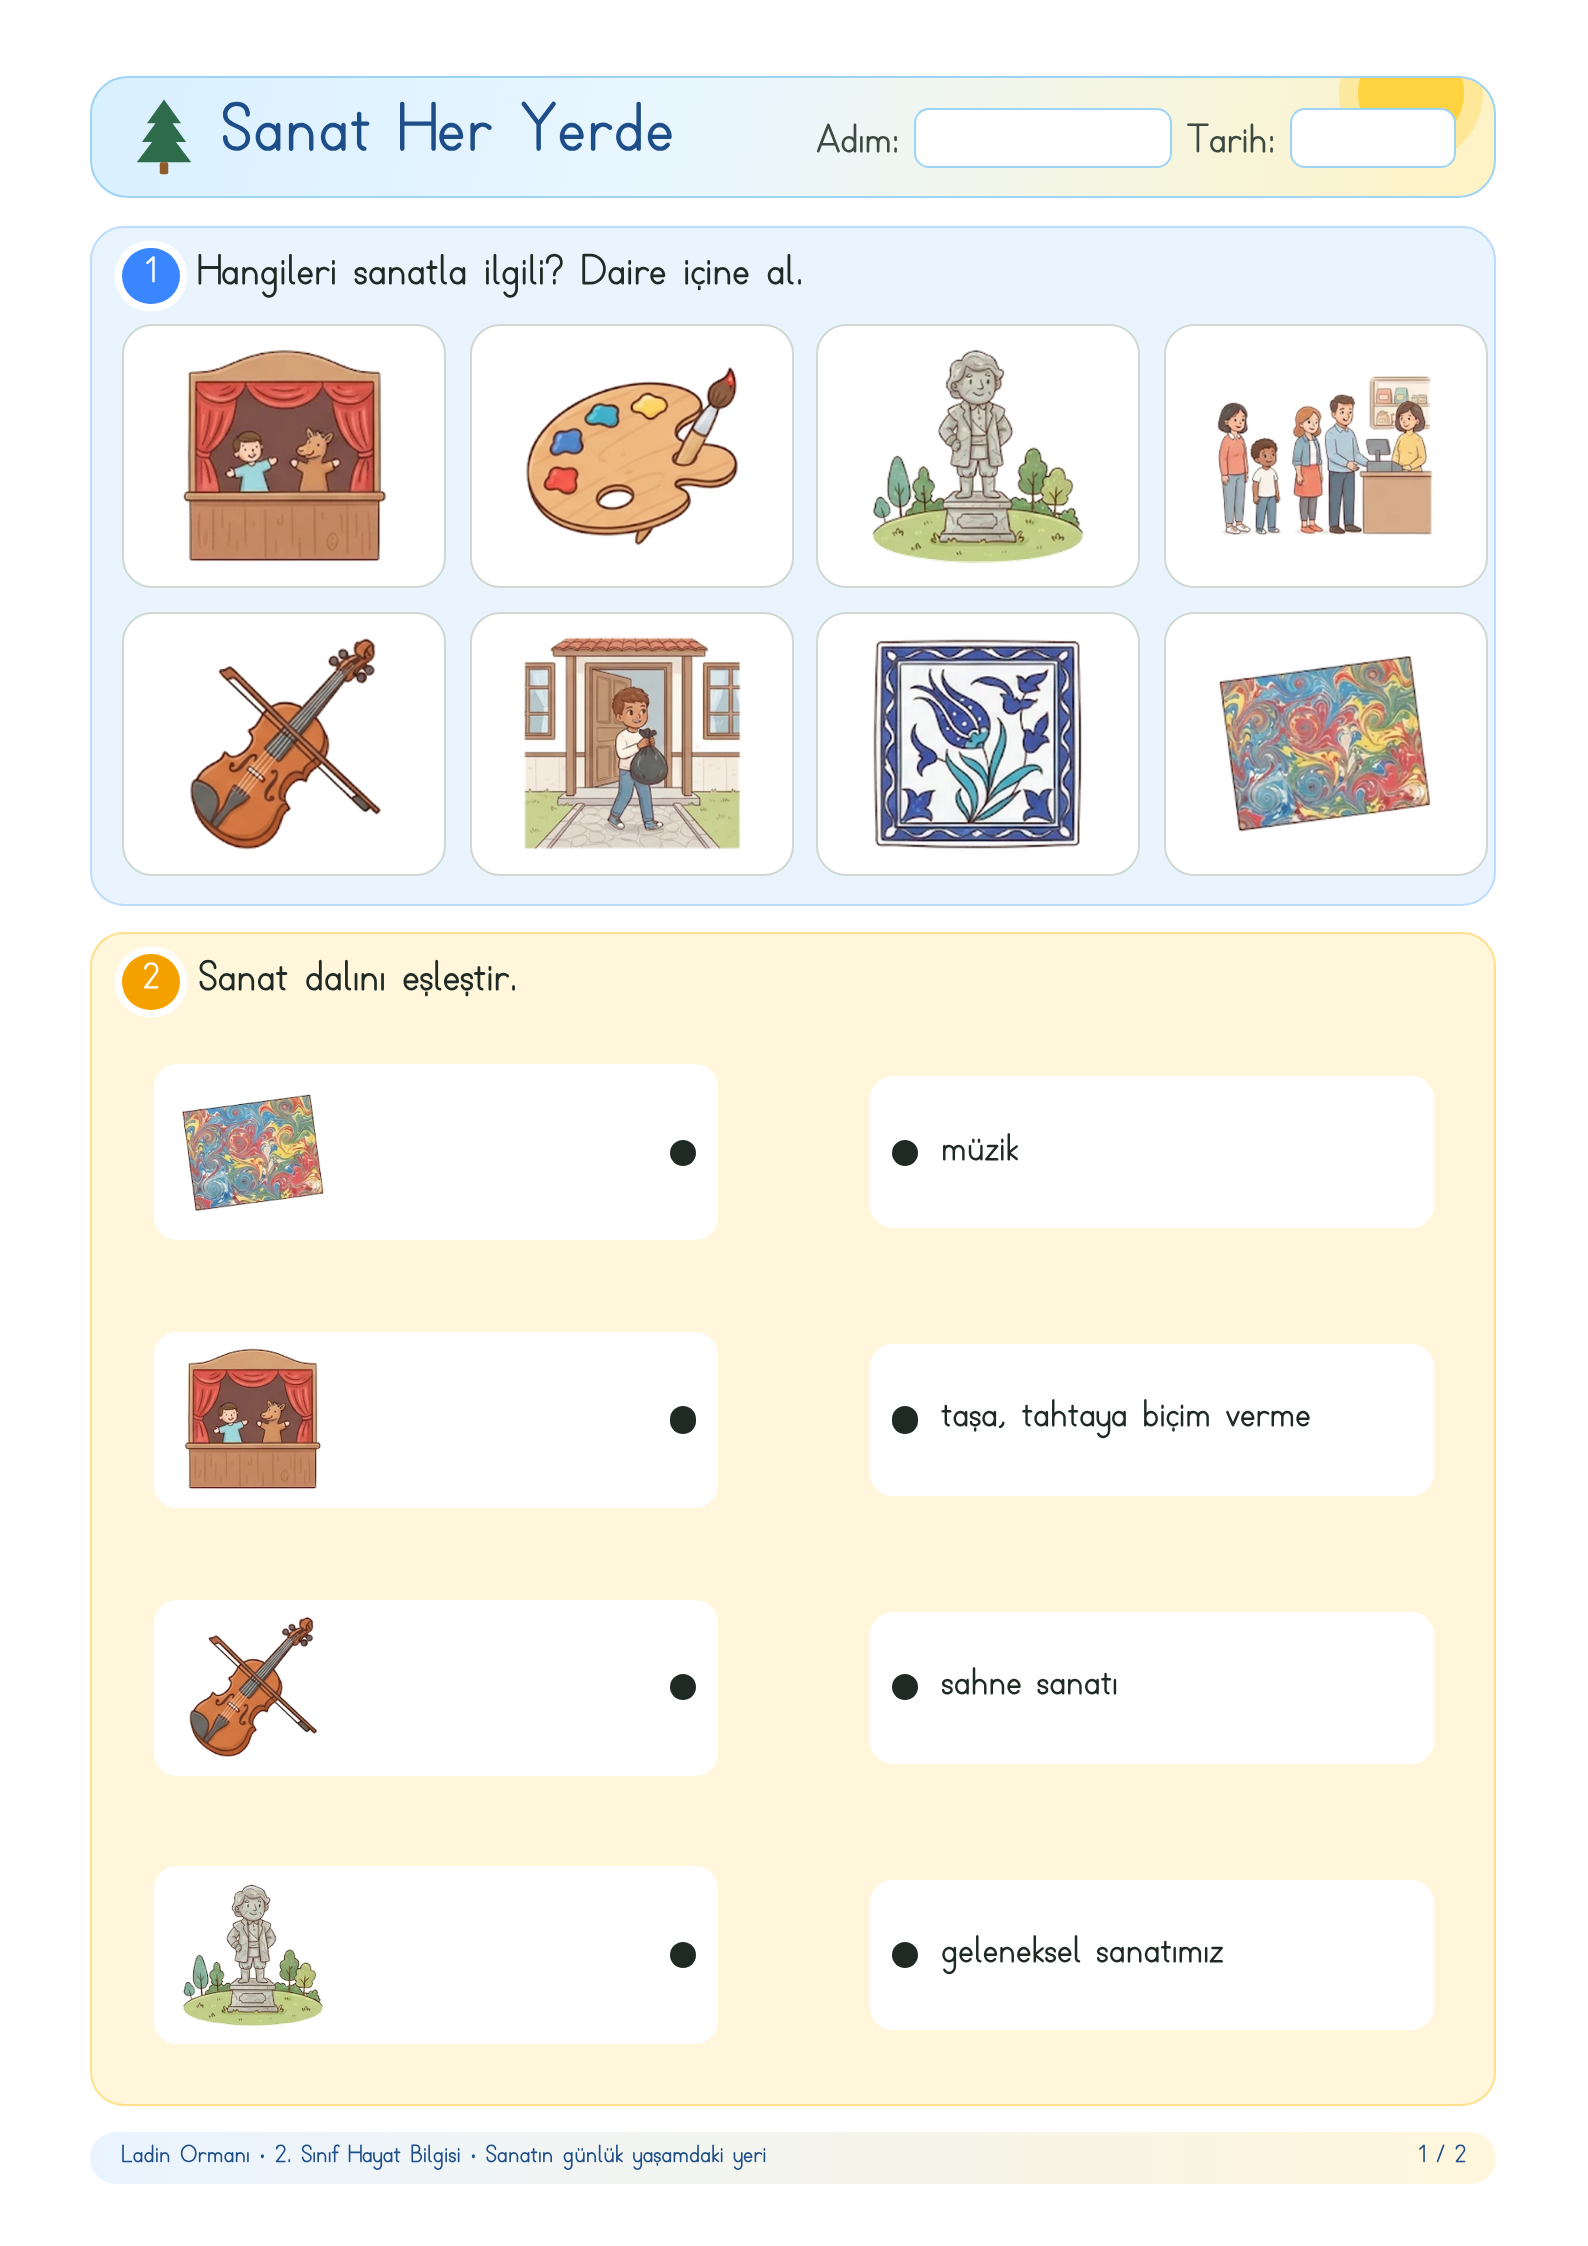 Sanat Her Yerde
Adım:
Tarih:
1
Hangileri sanatla ilgili? Daire içine al.
2
Sanat dalını eşleştir.
müzik
taşa, tahtaya biçim verme
sahne sanatı
geleneksel sanatımız
Ladin Ormanı • 2. Sınıf Hayat Bilgisi • Sanatın günlük yaşamdaki yeri
1 / 2